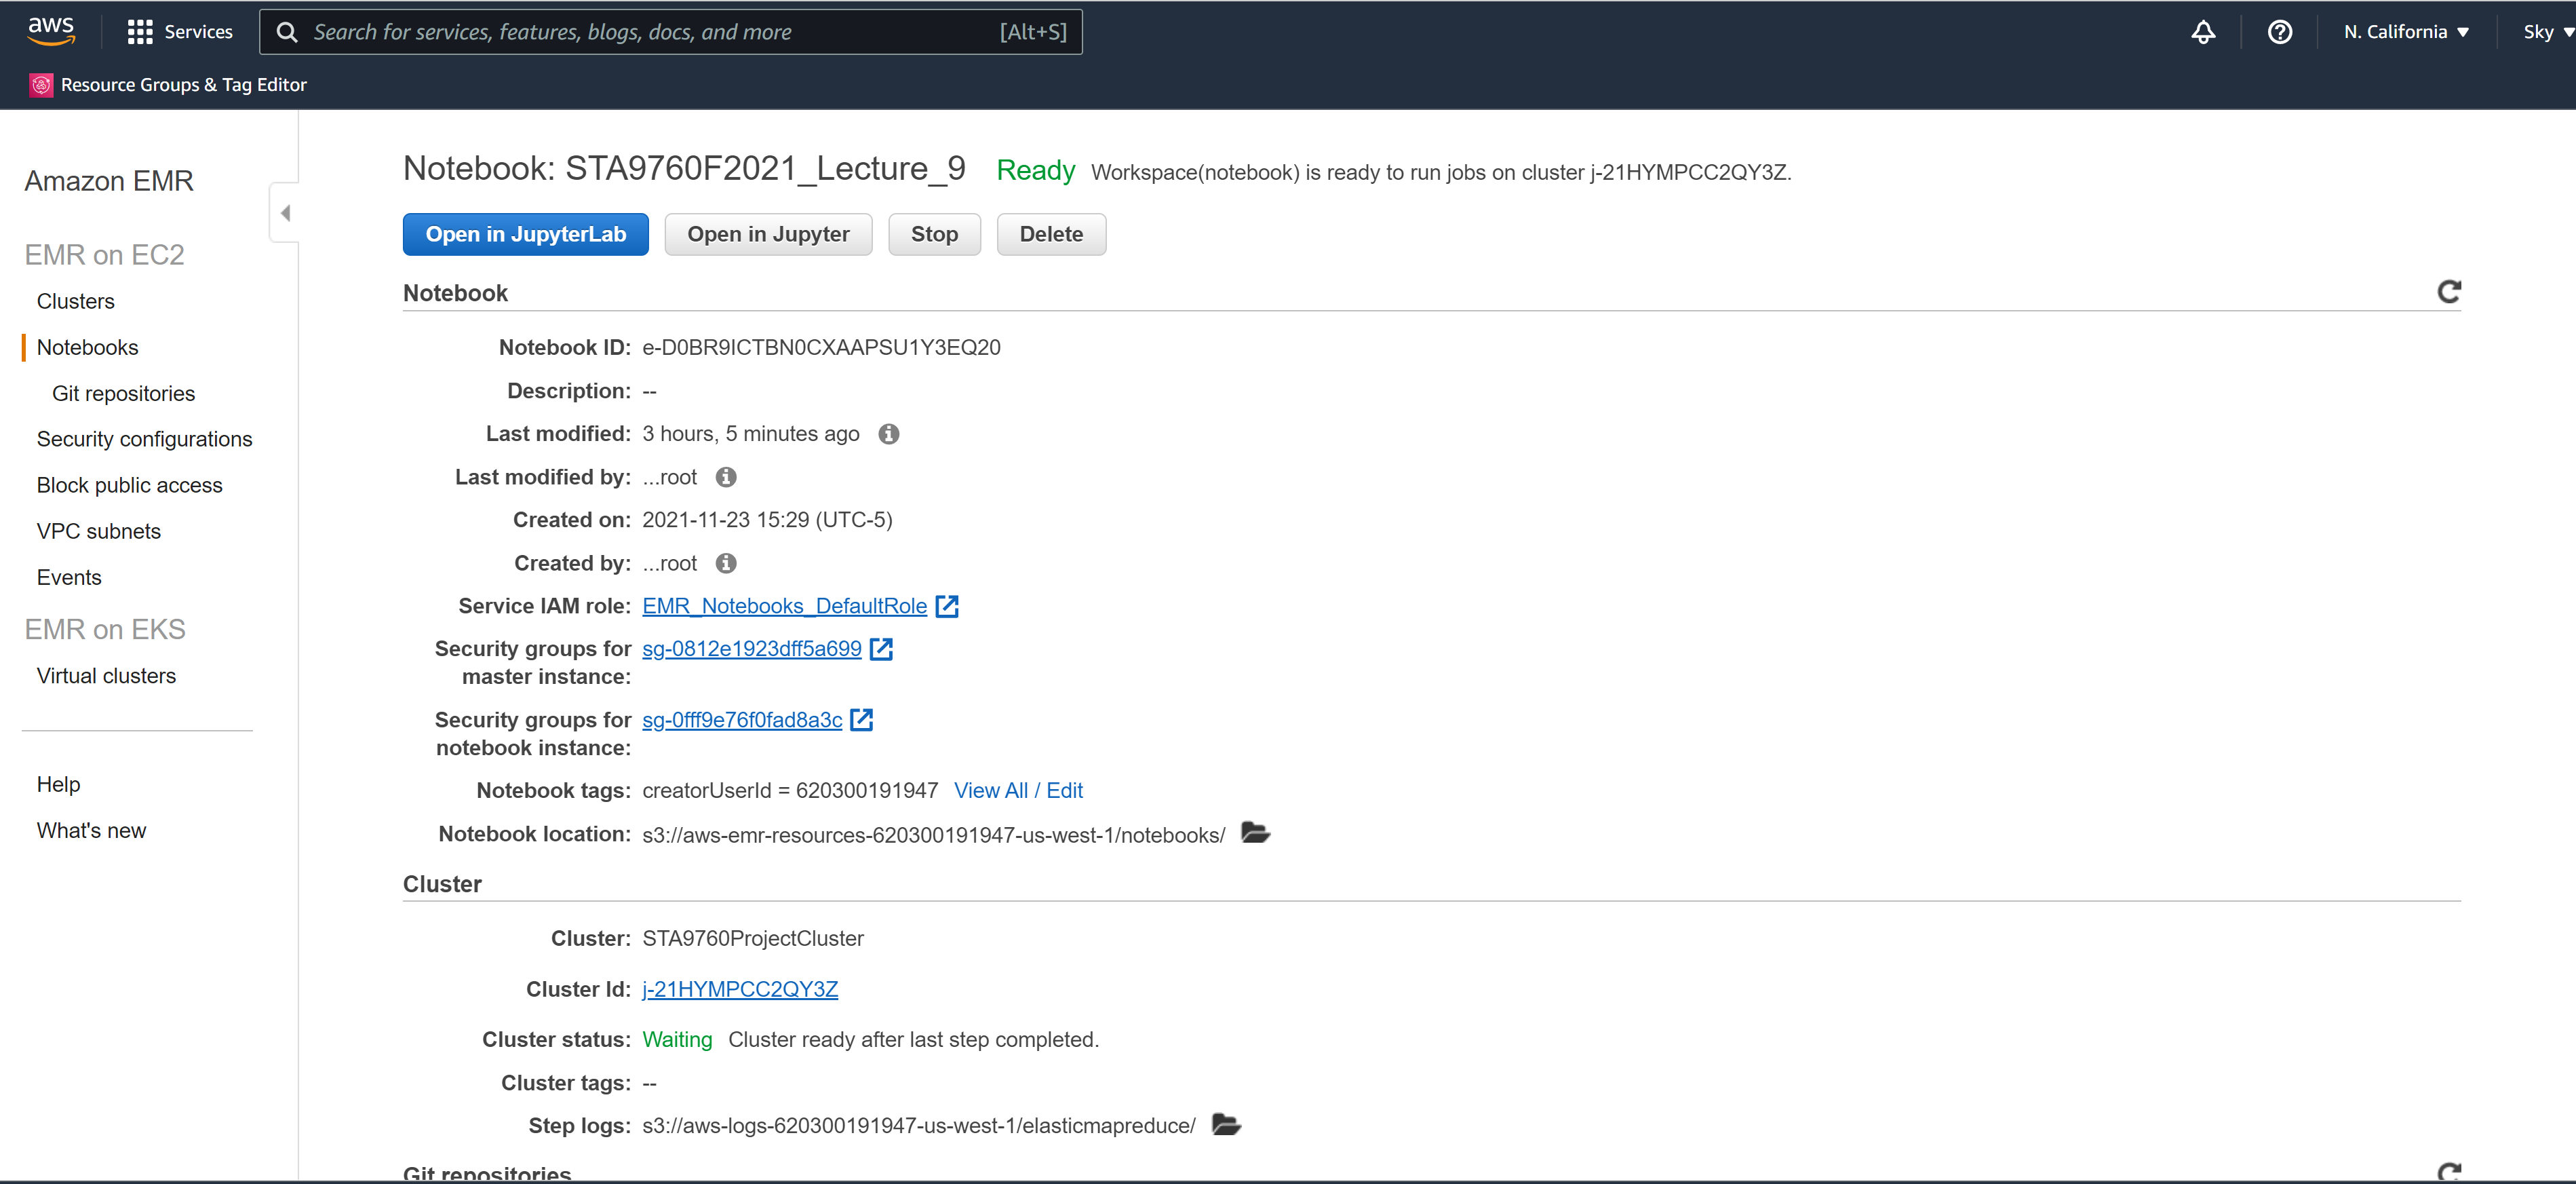 aws Services Search for services, features, blogs, docs, and more [Alt+S] N. California Sky
Resource Groups & Tag Editor
Amazon EMR
EMR on EC2
Clusters
Notebooks
Git repositories
Security configurations
Block public access
VPC subnets
Events
EMR on EKS
Virtual clusters
Help
What's new
Notebook: STA9760F2021_Lecture_9 Ready Workspace(notebook) is ready to run jobs on cluster j-21HYMPCC2QY3Z.
Open in JupyterLab Open in Jupyter Stop Delete
Notebook
Notebook ID: e-D0BR9ICTBN0CXAAPSU1Y3EQ20
Description: --
Last modified: 3 hours, 5 minutes ago
Last modified by: ...root
Created on: 2021-11-23 15:29 (UTC-5)
Created by: ...root
Service IAM role: EMR_Notebooks_DefaultRole
Security groups for sg-0812e1923dff5a699
master instance:
Security groups for sg-0fff9e76f0fad8a3c
notebook instance:
Notebook tags: creatorUserId = 620300191947 View All / Edit
Notebook location: s3://aws-emr-resources-620300191947-us-west-1/notebooks/
Cluster
Cluster: STA9760ProjectCluster
Cluster Id: j-21HYMPCC2QY3Z
Cluster status: Waiting Cluster ready after last step completed.
Cluster tags: --
Step logs: s3://aws-logs-620300191947-us-west-1/elasticmapreduce/
Git repositories